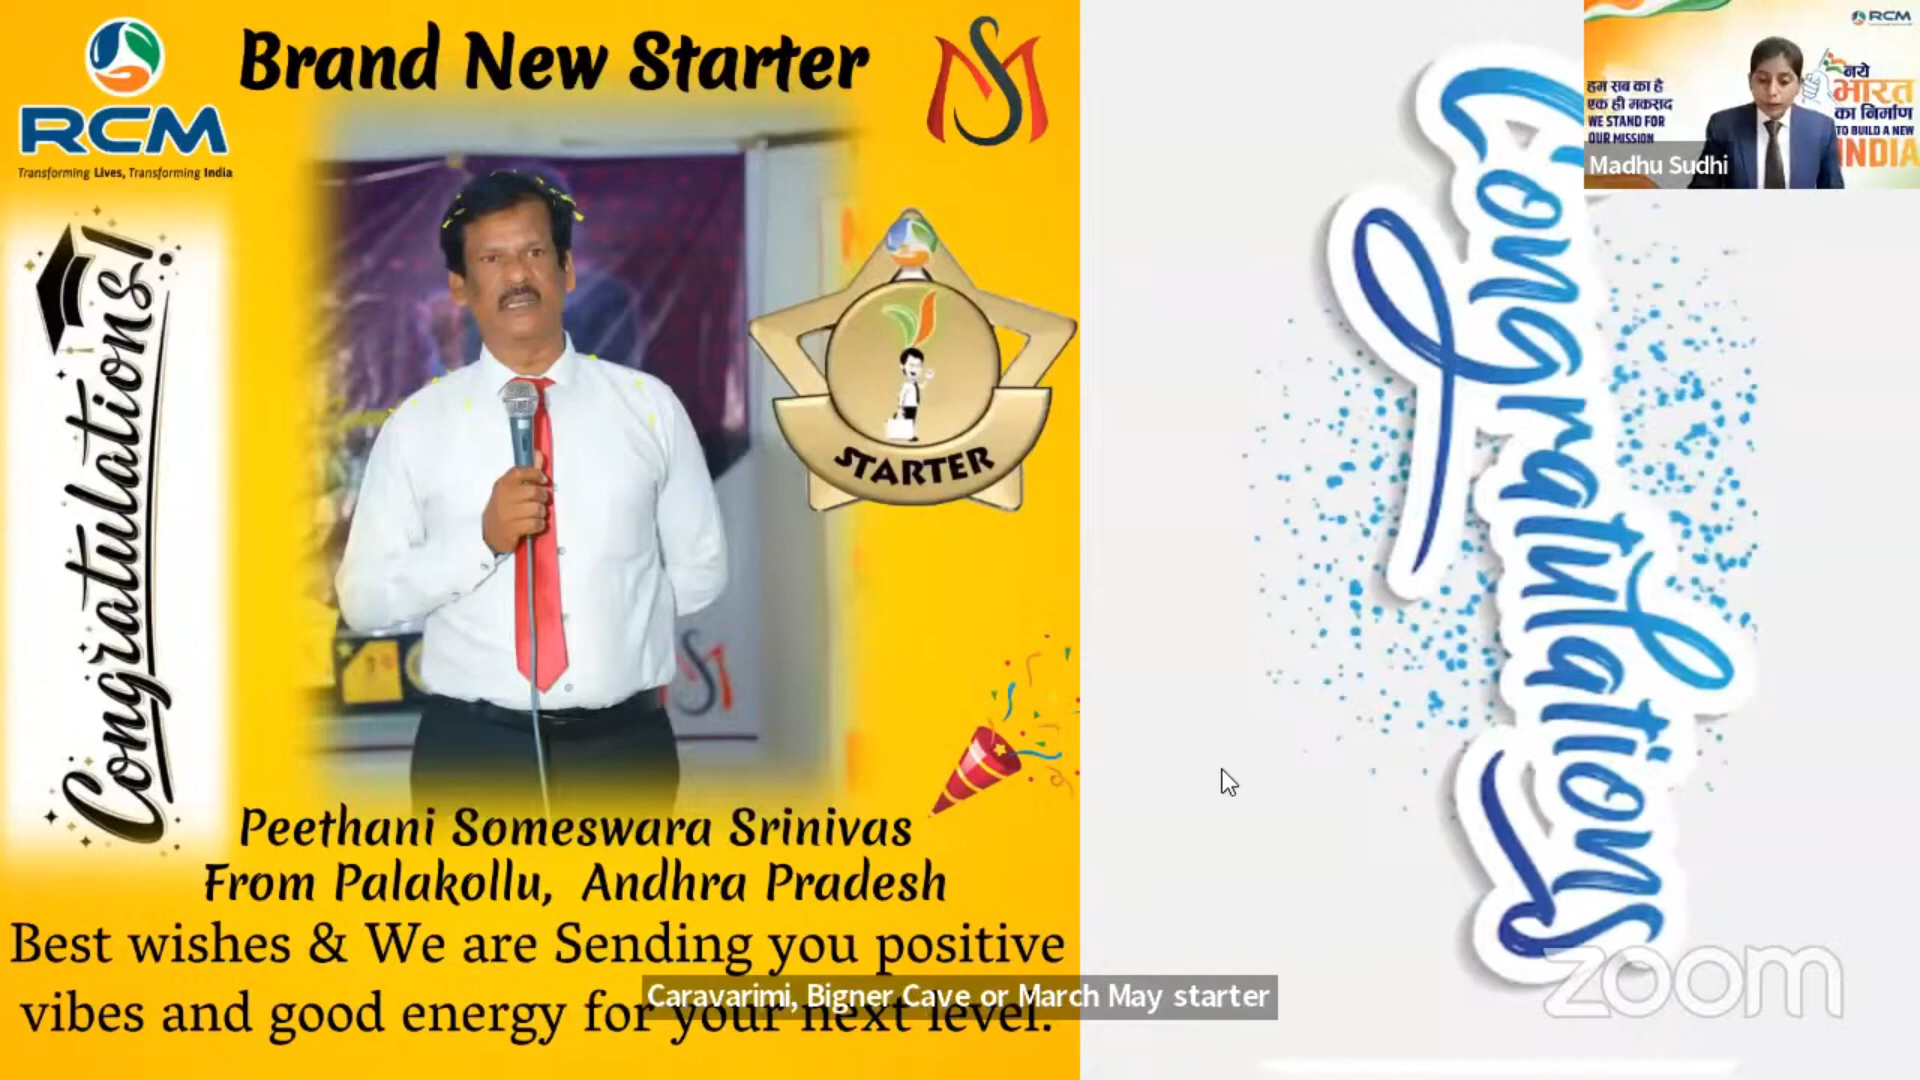 Brand New Starter
RCM
Transforming Lives, Transforming India
Congratulations!
STARTER
Peethani Someswara Srinivas
From Palakollu, Andhra Pradesh
Best wishes & We are Sending you positive
vibes and good energy for your next level.
Caravarimi, Bigner Cave or March May starter
Congratulations
RCM
हम सब का है
एक ही मकसद
WE STAND FOR
OUR MISSION
नये
भारत
का निर्माण
TO BUILD A NEW
INDIA
Madhu Sudhi
zoom